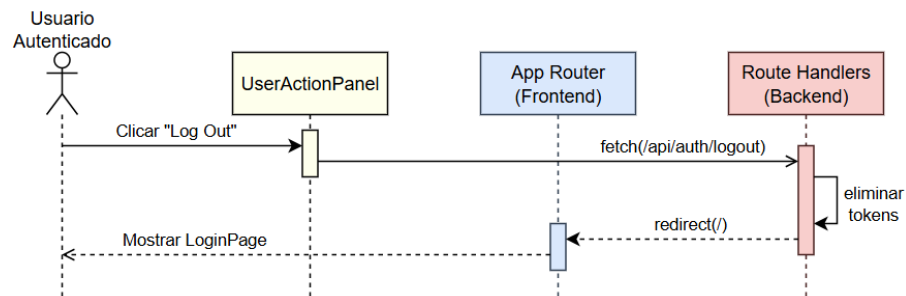 Usuario
Autenticado
UserActionPanel
App Router
(Frontend)
Route Handlers
(Backend)
Clicar "Log Out"
fetch(/api/auth/logout)
eliminar
tokens
redirect(/)
Mostrar LoginPage